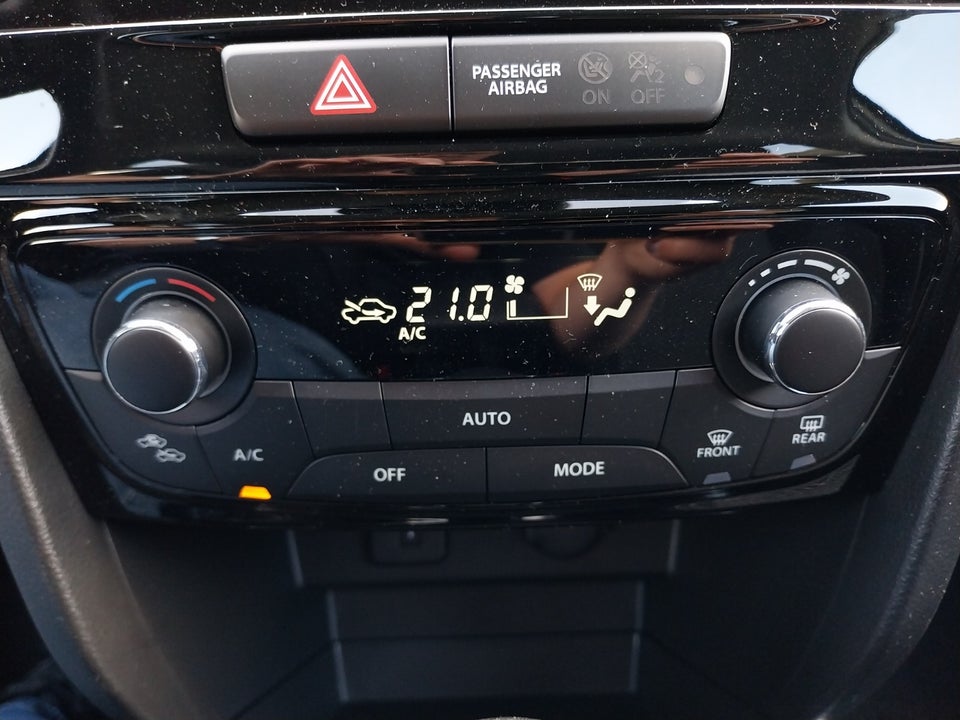 PASSENGER
AIRBAG
ON OFF
21.0
A/C
AUTO
A/C
OFF
MODE
FRONT
REAR